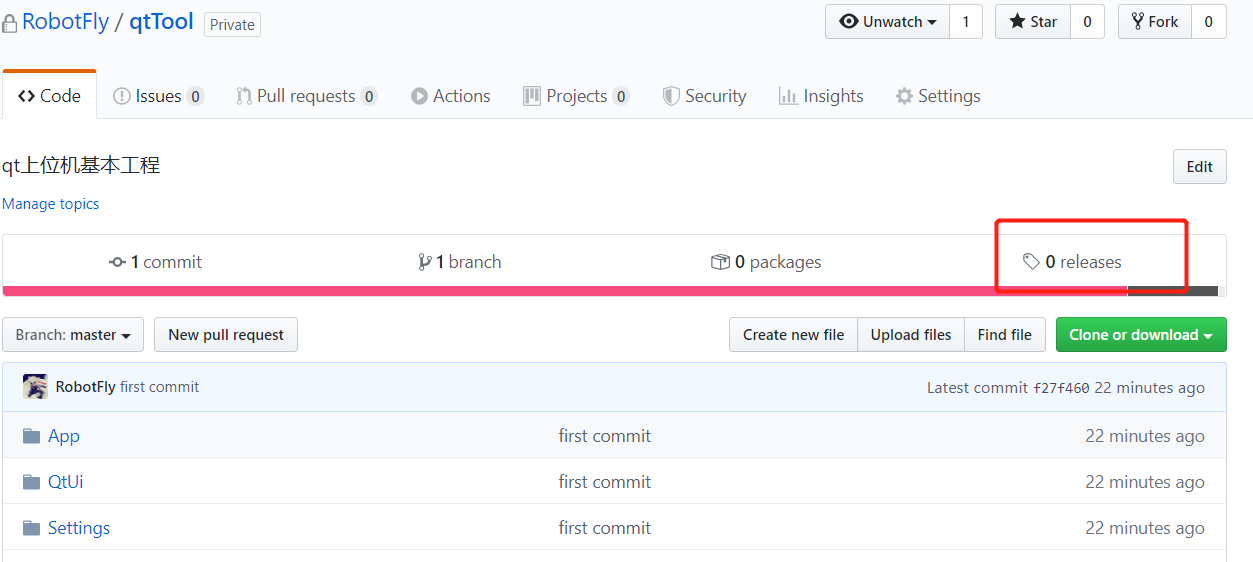 RobotFly / qtTool Private Unwatch 1 Star 0 Fork 0
Code Issues 0 Pull requests 0 Actions Projects 0 Security Insights Settings
qt上位机基本工程 Edit
Manage topics
1 commit 1 branch 0 packages 0 releases
Branch: master New pull request Create new file Upload files Find file Clone or download
RobotFly first commit Latest commit f27f460 22 minutes ago
App first commit 22 minutes ago
QtUi first commit 22 minutes ago
Settings first commit 22 minutes ago